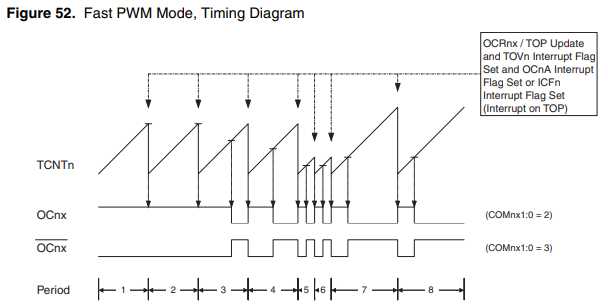 Figure 52. Fast PWM Mode, Timing Diagram
OCRnx / TOP Update
and TOVn Interrupt Flag
Set and OCnA Interrupt
Flag Set or ICFn
Interrupt Flag Set
(Interrupt on TOP)
TCNTn
OCnx
(COMnx1:0 = 2)
OCnx
(COMnx1:0 = 3)
Period
1 2 3 4 5 6 7 8